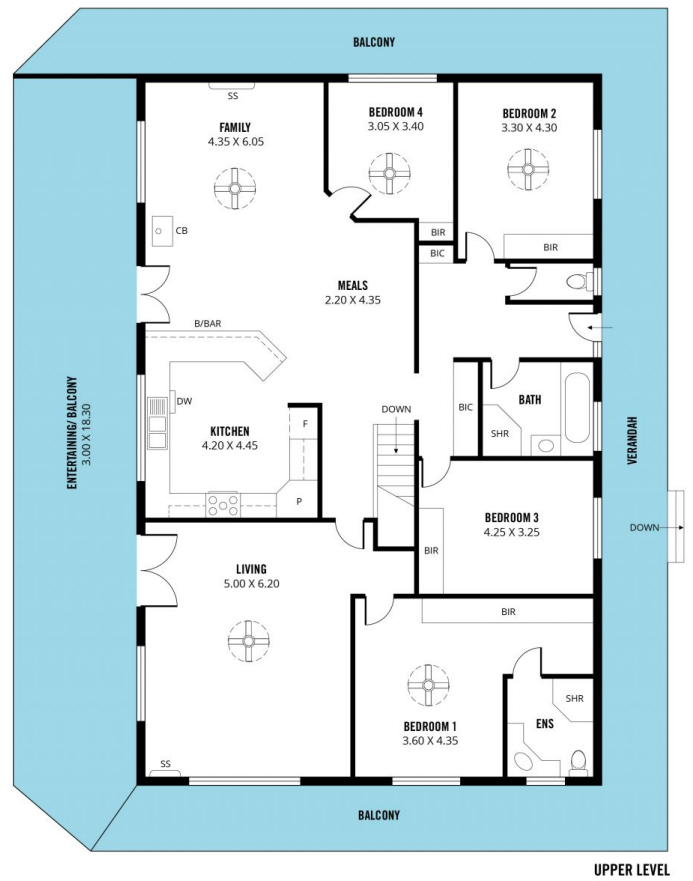 BALCONY
SS
FAMILY
4.35 X 6.05
BEDROOM 4
3.05 X 3.40
BEDROOM 2
3.30 X 4.30
CB
BIR
BIR
BIC
MEALS
2.20 X 4.35
B/BAR
ENTERTAINING/ BALCONY
3.00 X 18.30
DW
KITCHEN
4.20 X 4.45
F
P
DOWN
BIC
BATH
SHR
VERANDAH
BEDROOM 3
4.25 X 3.25
BIR
DOWN
LIVING
5.00 X 6.20
BIR
BEDROOM 1
3.60 X 4.35
SHR
ENS
SS
BALCONY
UPPER LEVEL